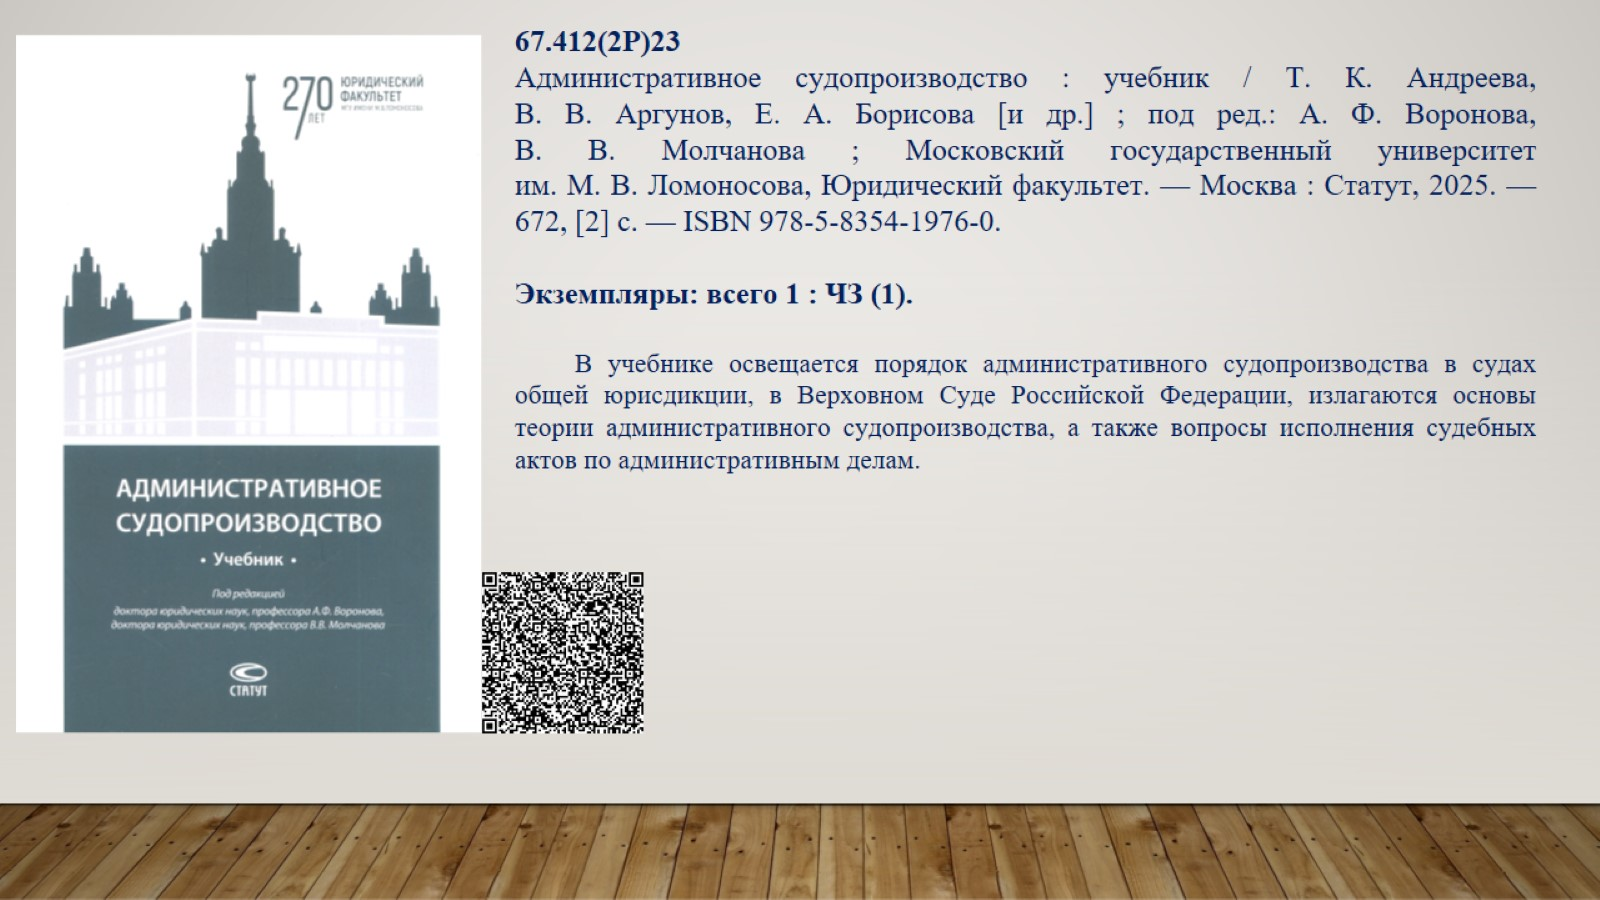 270
ЛЕТ
ЮРИДИЧЕСКИЙ
ФАКУЛЬТЕТ
МГУ ИМЕНИ М.В.ЛОМОНОСОВА
АДМИНИСТРАТИВНОЕ
СУДОПРОИЗВОДСТВО
• Учебник •
Под редакцией
доктора юридических наук, профессора А.Ф. Воронова,
доктора юридических наук, профессора В.В. Молчанова
СТАТУТ
67.412(2Р)23
Административное судопроизводство : учебник / Т. К. Андреева,
В. В. Аргунов, Е. А. Борисова [и др.] ; под ред.: А. Ф. Воронова,
В. В. Молчанова ; Московский государственный университет
им. М. В. Ломоносова, Юридический факультет. — Москва : Статут, 2025. —
672, [2] с. — ISBN 978-5-8354-1976-0.
Экземпляры: всего 1 : ЧЗ (1).
В учебнике освещается порядок административного судопроизводства в судах
общей юрисдикции, в Верховном Суде Российской Федерации, излагаются основы
теории административного судопроизводства, а также вопросы исполнения судебных
актов по административным делам.